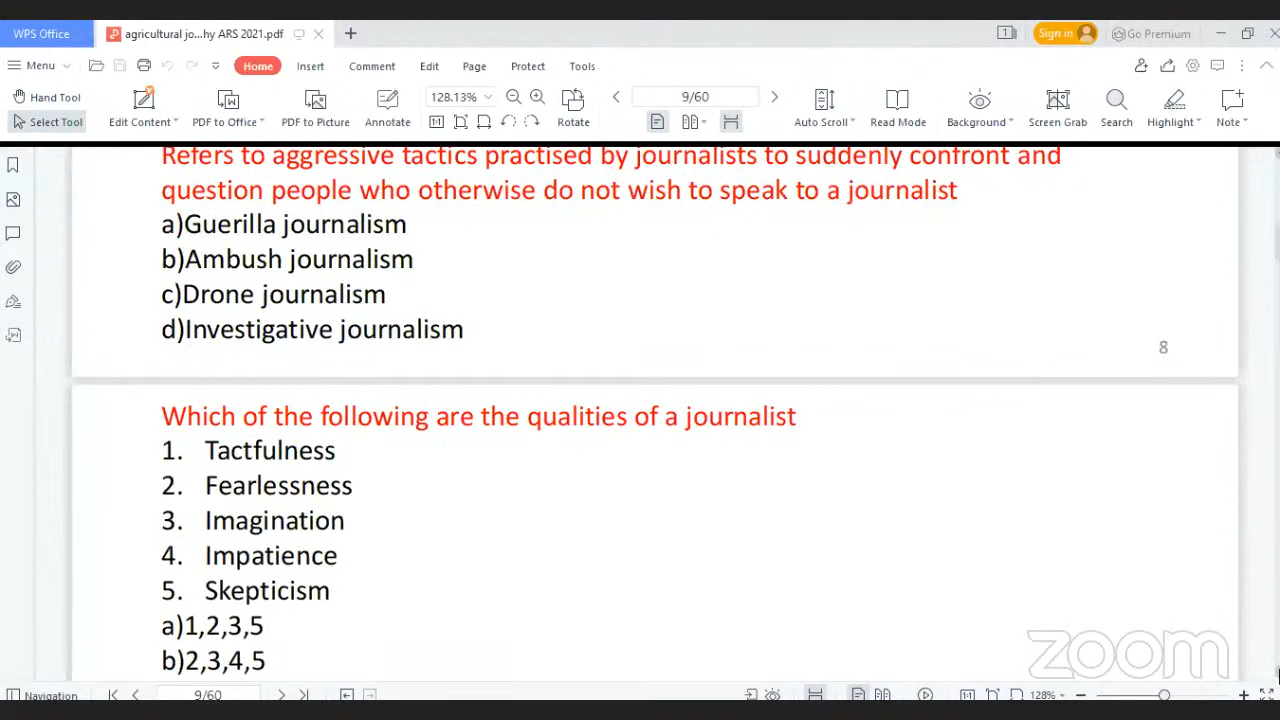 WPS Office
agricultural jo...hy ARS 2021.pdf
1
Sign in
Go Premium
Menu
Home
Insert
Comment
Edit
Page
Protect
Tools
Hand Tool
Select Tool
Edit Content
PDF to Office
PDF to Picture
Annotate
128.13%
1:1
Rotate
9/60
Auto Scroll
Read Mode
Background
Screen Grab
Search
Highlight
Note
Refers to aggressive tactics practised by journalists to suddenly confront and
question people who otherwise do not wish to speak to a journalist
a)Guerilla journalism
b)Ambush journalism
c)Drone journalism
d)Investigative journalism
8
Which of the following are the qualities of a journalist
1. Tactfulness
2. Fearlessness
3. Imagination
4. Impatience
5. Skepticism
a)1,2,3,5
b)2,3,4,5
zoom
Navigation
9/60
1:1
128%